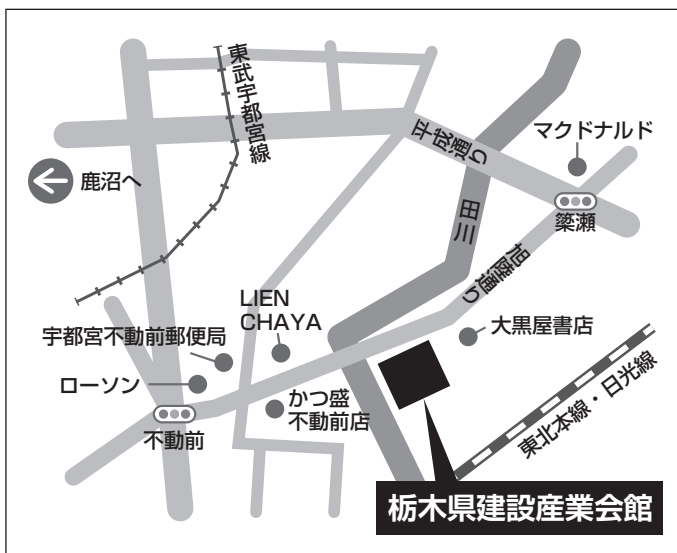 東武宇都宮線
平成通り
マクドナルド
鹿沼へ
簗瀬
田川
旭陵通り
LIEN
CHAYA
大黒屋書店
宇都宮不動前郵便局
ローソン
かつ盛
不動前店
不動前
東北本線・日光線
栃木県建設産業会館